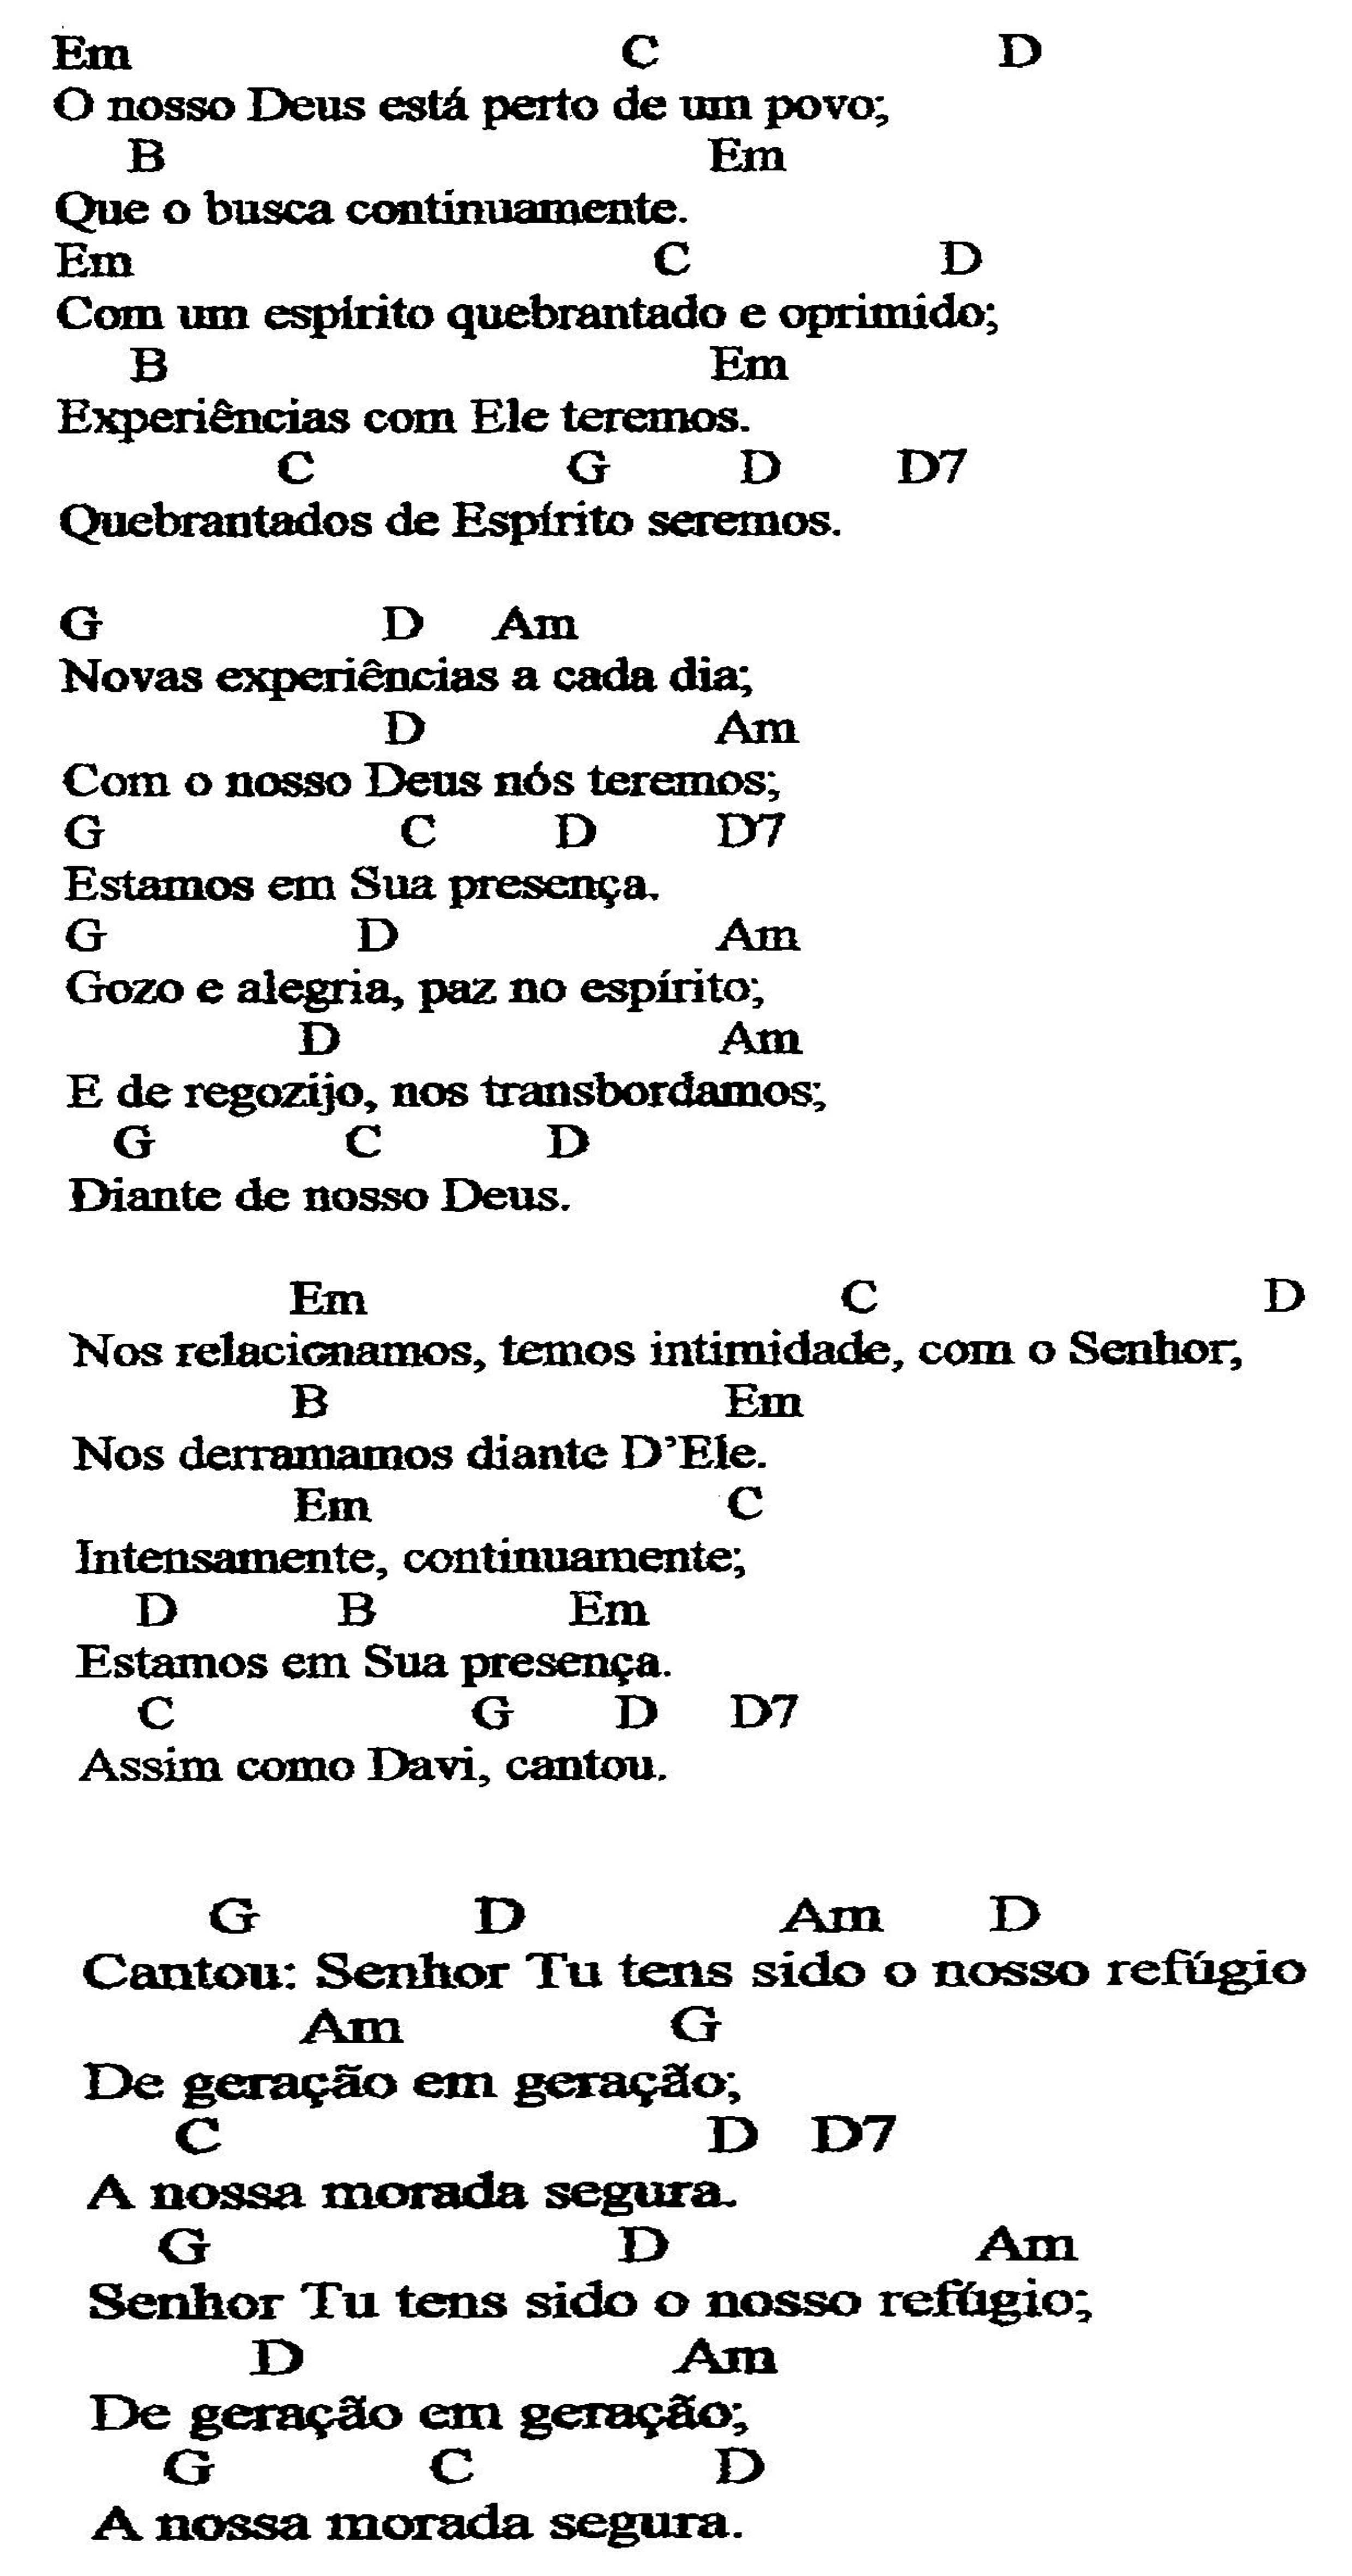 Em C D
O nosso Deus está perto de um povo;
B Em
Que o busca continuamente.
Em C D
Com um espírito quebrantado e oprimido;
B Em
Experiências com Ele teremos.
C G D D7
Quebrantados de Espírito seremos.
G D Am
Novas experiências a cada dia;
D Am
Com o nosso Deus nós teremos;
G C D D7
Estamos em Sua presença.
G D Am
Gozo e alegria, paz no espírito;
D Am
E de regozijo, nos transbordamos;
G C D
Diante de nosso Deus.
Em C D
Nos relacionamos, temos intimidade, com o Senhor;
B Em
Nos derramamos diante D’Ele.
Em C
Intensamente, continuamente;
D B Em
Estamos em Sua presença.
C G D D7
Assim como Davi, cantou.
G D Am D
Cantou: Senhor Tu tens sido o nosso refúgio
Am G
De geração em geração;
C D D7
A nossa morada segura.
G D Am
Senhor Tu tens sido o nosso refúgio;
D Am
De geração em geração;
G C D
A nossa morada segura.